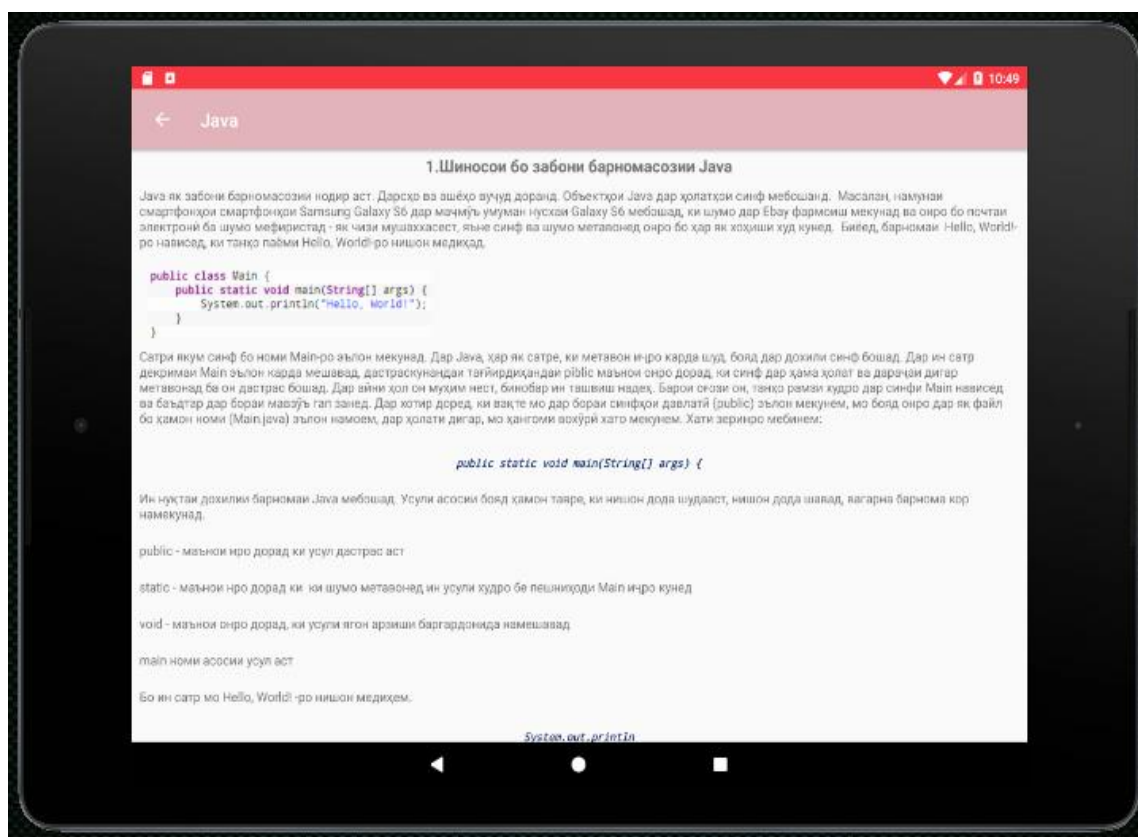 10:49
Java
1.Шиносои бо забони барномасозии Java
Java як забони барномасозии нодир аст. Дарсҳо ва ашёҳо вуҷуд доранд. Объектҳои Java дар ҳолатҳои синф мебошанд. Масалан, намунаи
смартфонҳои смартфонҳои Samsung Galaxy S6 дар маҷмӯъ умуман нусхаи Galaxy S6 мебошад, ки шумо дар Ebay фармоиш мекунад ва онро бо почтаи
электронӣ ба шумо мефиристад - як чизи мушаххасест, яъне синф ва шумо метавонед онро бо ҳар як хоҳиши худ кунед. Биёед, барномаи Hello, World!-
ро нависед, ки танҳо паёми Hello, World!-ро нишон медиҳад.
public class Main {
public static void main(String[] args) {
System.out.println("Hello, World!");
}
}
Сатри якум синф бо номи Main-ро эълон мекунад. Дар Java, ҳар як сатре, ки метавон иҷро карда шуд, бояд дар дохили синф бошад. Дар ин сатр
декримаи Main эълон карда мешавад, дастраскунандаи тағйирдиҳандаи piblic маънои онро дорад, ки синф дар ҳама ҳолат ва дараҷаи дигар
метавонад ба он дастрас бошад. Дар айни ҳол он муҳим нест, бинобар ин ташвиш надеҳ. Барои оғози он, танҳо рамзи худро дар синфи Main нависед
ва баъдтар дар бораи мавзӯъ гап занед. Дар хотир доред, ки вақте мо дар бораи синфҳои давлатӣ (public) эълон мекунем, мо бояд онро дар як файл
бо ҳамон номи (Main.java) эълон намоем, дар ҳолати дигар, мо ҳангоми вохӯрӣ хато мекунем. Хати зеринро мебинем:
public static void main(String[] args) {
Ин нуқтаи дохилии барномаи Java мебошад. Усули асосии бояд ҳамон тавре, ки нишон дода шудааст, нишон дода шавад, вагарна барнома кор
намекунад.
public - маънои нро дорад ки усул дастрас аст
static - маънои нро дорад ки ки шумо метавонед ин усули худро бе пешниҳоди Main иҷро кунед
void - маънои онро дорад, ки усули ягон арзиши баргардонида намешавад
main номи асосии усул аст
Бо ин сатр мо Hello, World! -ро нишон медиҳем.
System.out.println